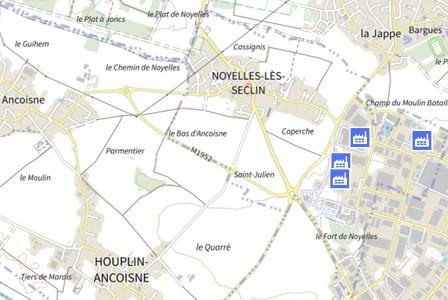 le Plat à Joncs
le Plat de Noyelles
la Jappe
Bargues
le Guihem
Cassignis
le Chemin de Noyelles
NOYELLES-LÈS-
SECLIN
Ancoisne
Champ du Moulin Batail
le Bas d'Ancoisne
Coperche
M1952
Parmentier
le Moulin
Saint-Julien
le Fort de Noyelles
le Quarré
HOUPLIN-
ANCOISNE
Tiers de Marais